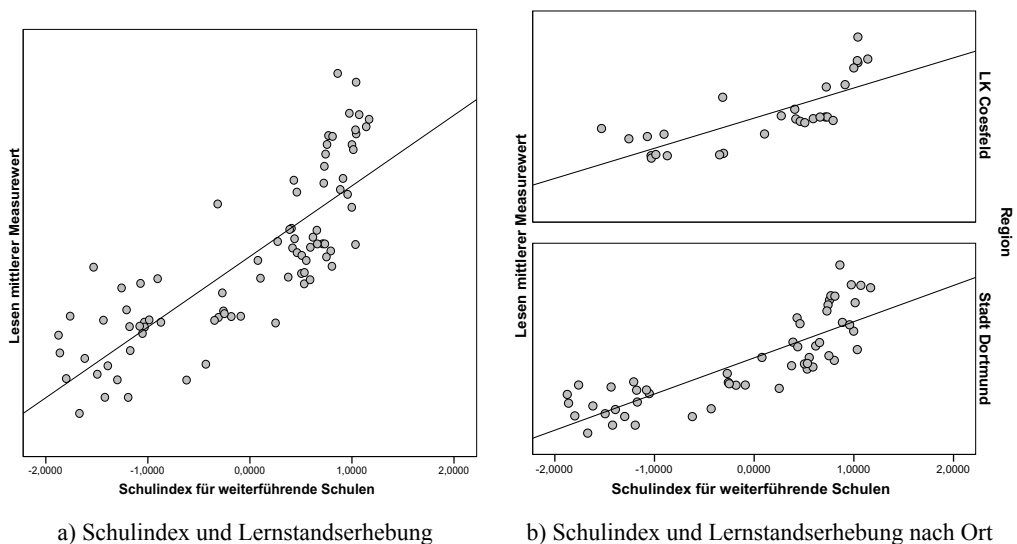 Lesen mittlerer Measurewert
-2,0000 -1,0000 0,0000 1,0000 2,0000
Schulindex für weiterführende Schulen
a) Schulindex und Lernstandserhebung
Lesen mittlerer Measurewert
LK Coesfeld
Stadt Dortmund
Region
-2,0000 -1,0000 0,0000 1,0000 2,0000
Schulindex für weiterführende Schulen
b) Schulindex und Lernstandserhebung nach Ort